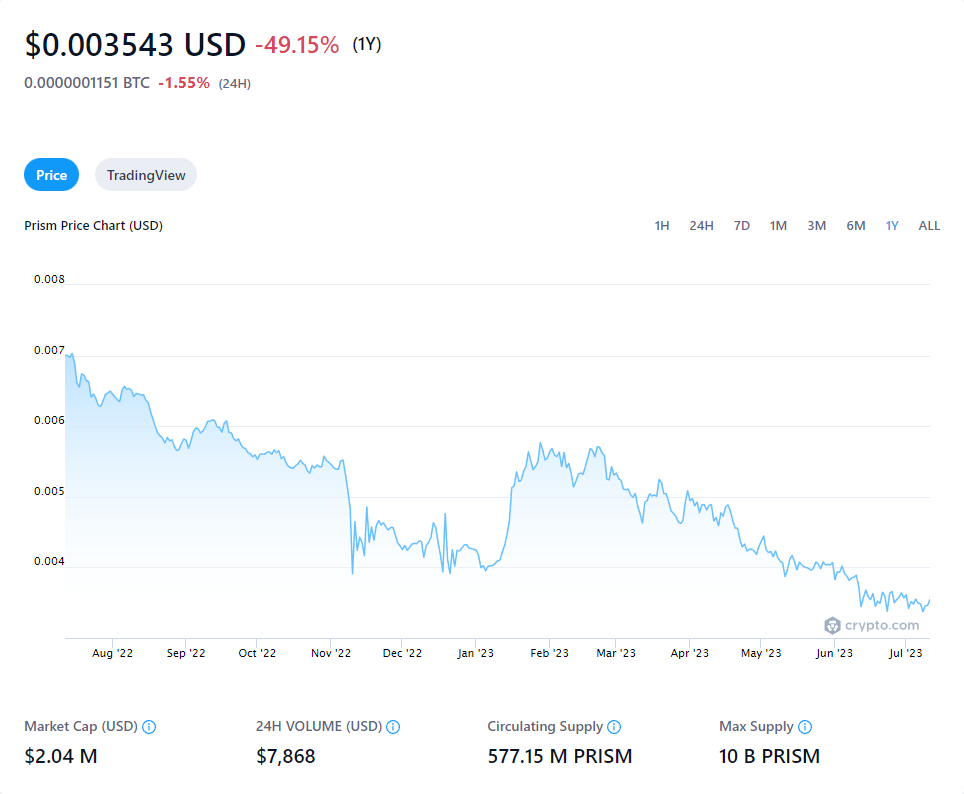 $0.003543 USD -49.15% (1Y)
0.0000001151 BTC -1.55% (24H)
Price TradingView
Prism Price Chart (USD) 1H 24H 7D 1M 3M 6M 1Y ALL
0.008
0.007
0.006
0.005
0.004
crypto.com
Aug '22 Sep '22 Oct '22 Nov '22 Dec '22 Jan '23 Feb '23 Mar '23 Apr '23 May '23 Jun '23 Jul '23
Market Cap (USD) 24H VOLUME (USD) Circulating Supply Max Supply
$2.04 M $7,868 577.15 M PRISM 10 B PRISM